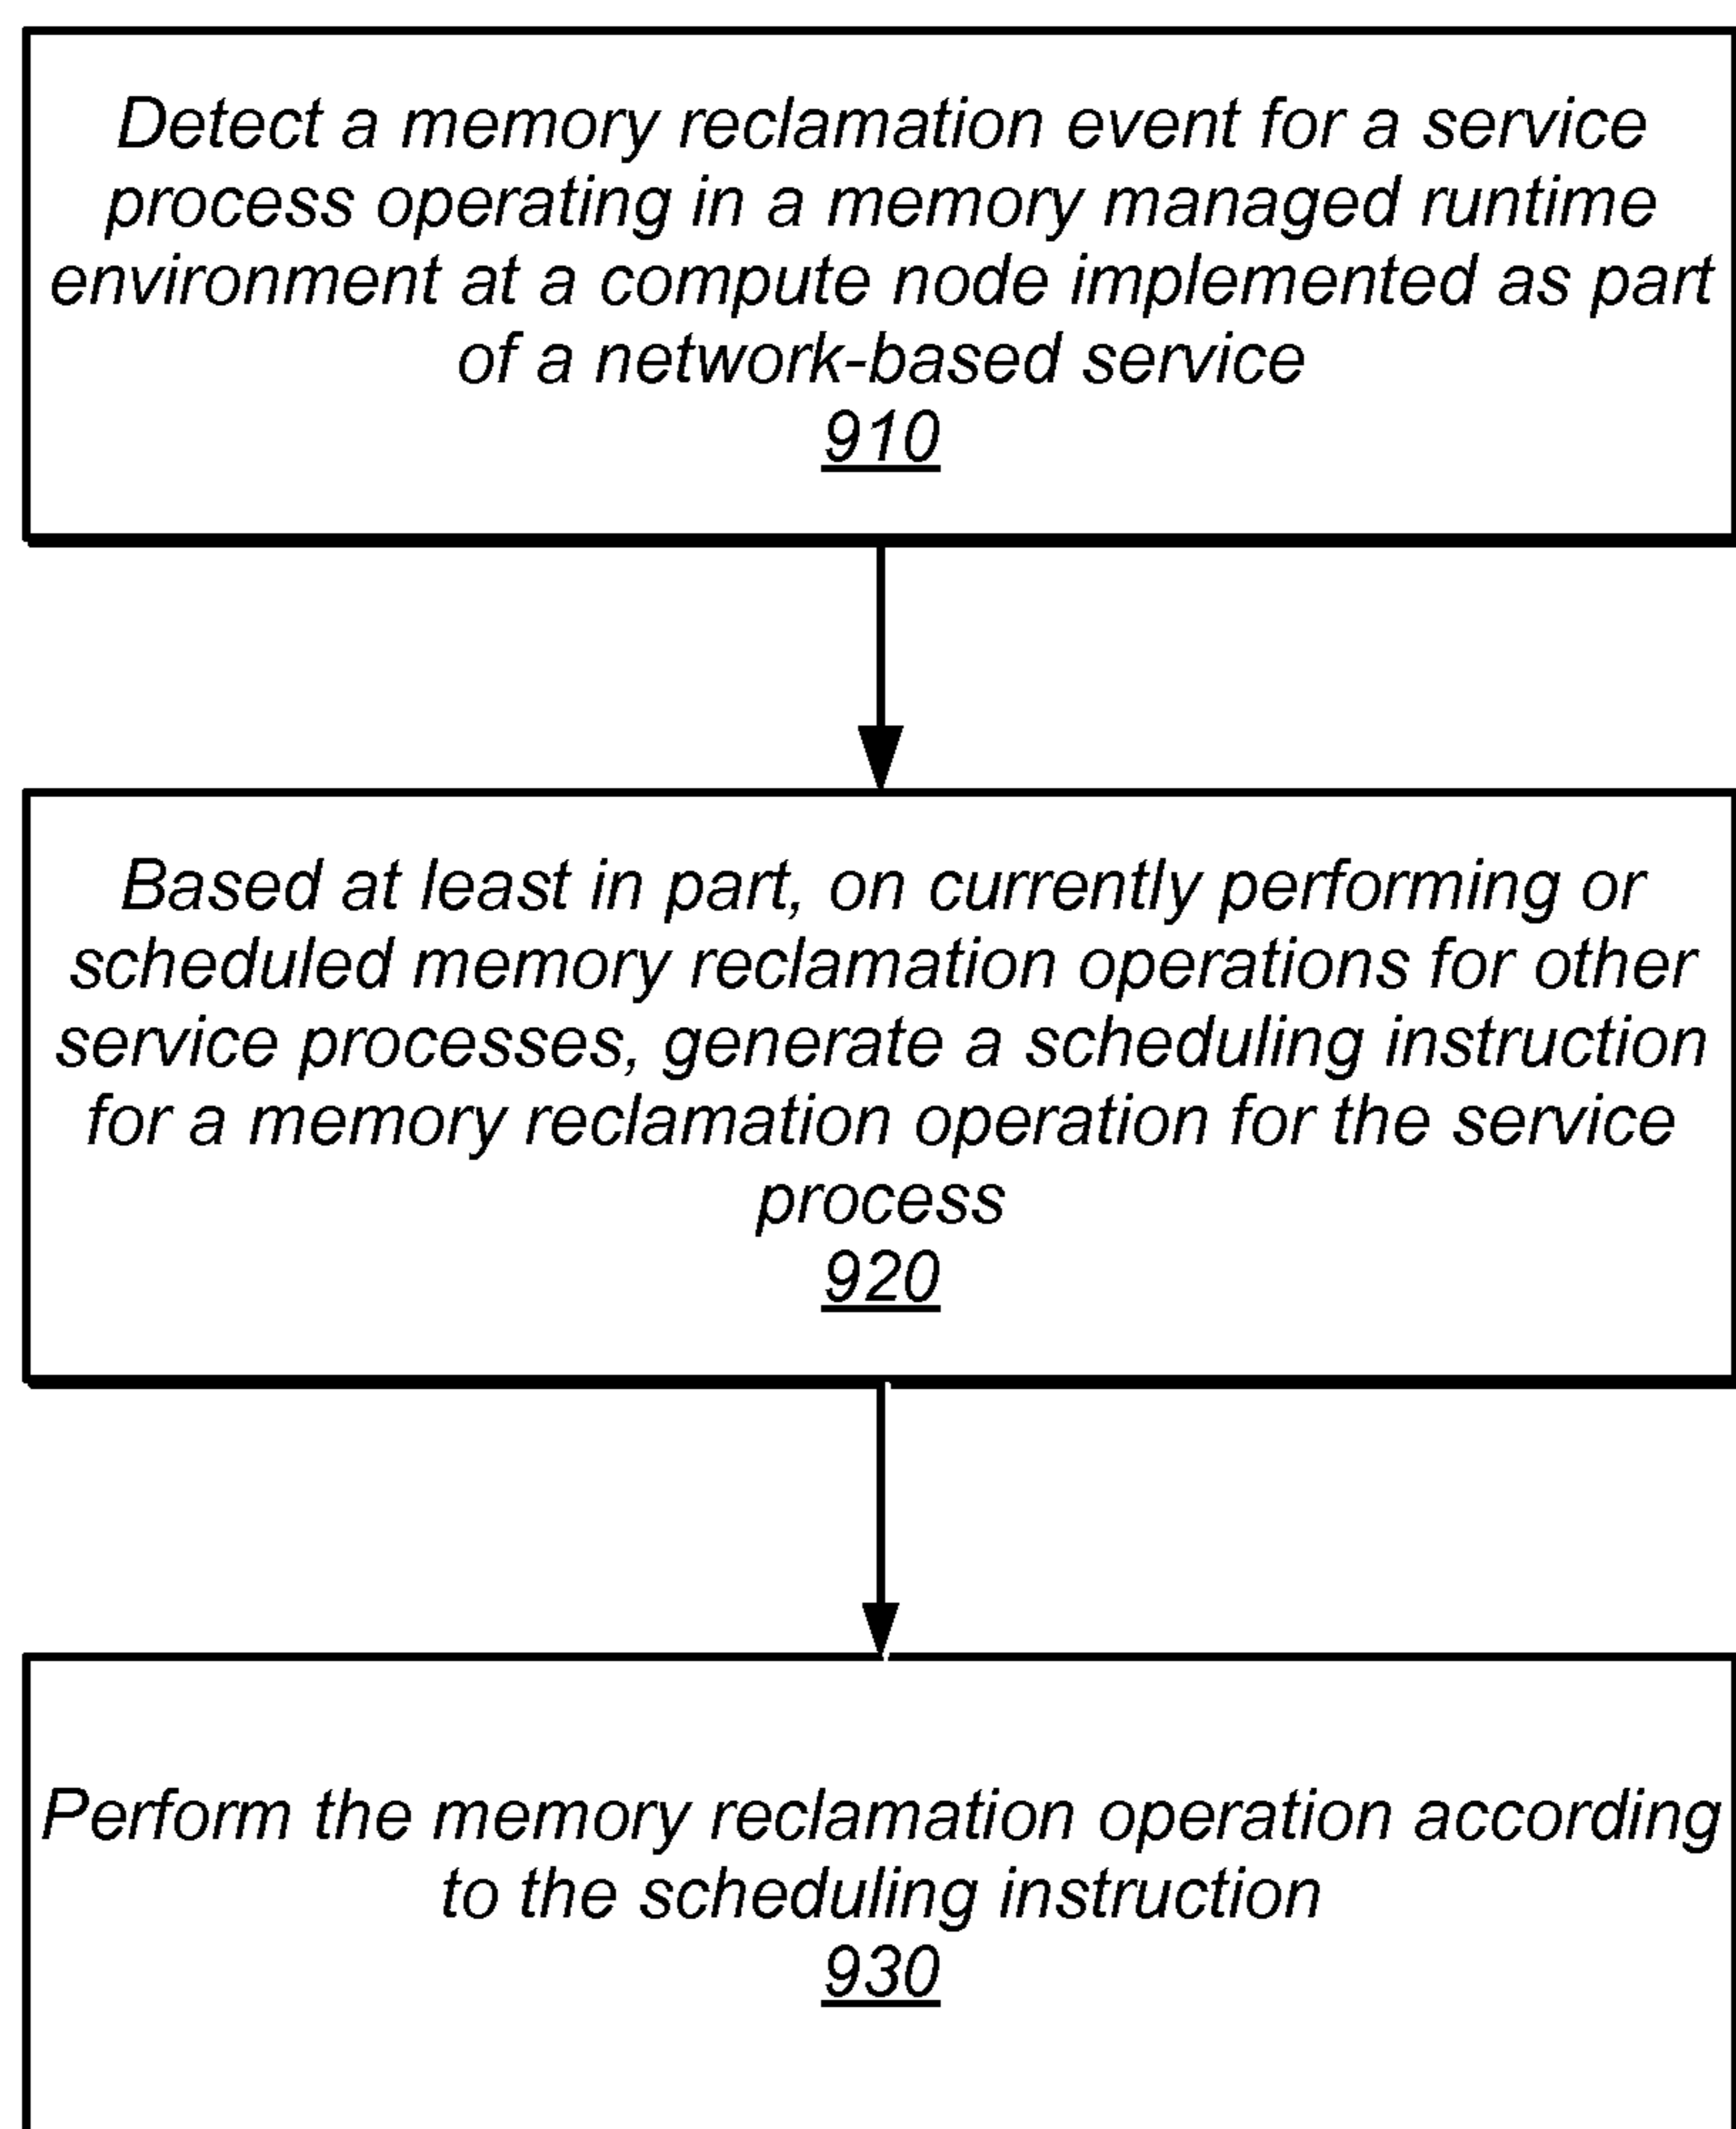 Detect a memory reclamation event for a service
process operating in a memory managed runtime
environment at a compute node implemented as part
of a network-based service
910
Based at least in part, on currently performing or
scheduled memory reclamation operations for other
service processes, generate a scheduling instruction
for a memory reclamation operation for the service
process
920
Perform the memory reclamation operation according
to the scheduling instruction
930